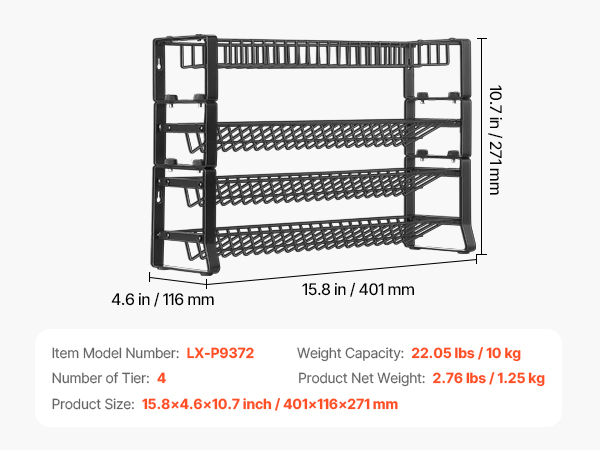 10.7 in / 271 mm
15.8 in / 401 mm
4.6 in / 116 mm
Item Model Number: LX-P9372
Weight Capacity: 22.05 lbs / 10 kg
Number of Tier: 4
Product Net Weight: 2.76 lbs / 1.25 kg
Product Size: 15.8×4.6×10.7 inch / 401×116×271 mm